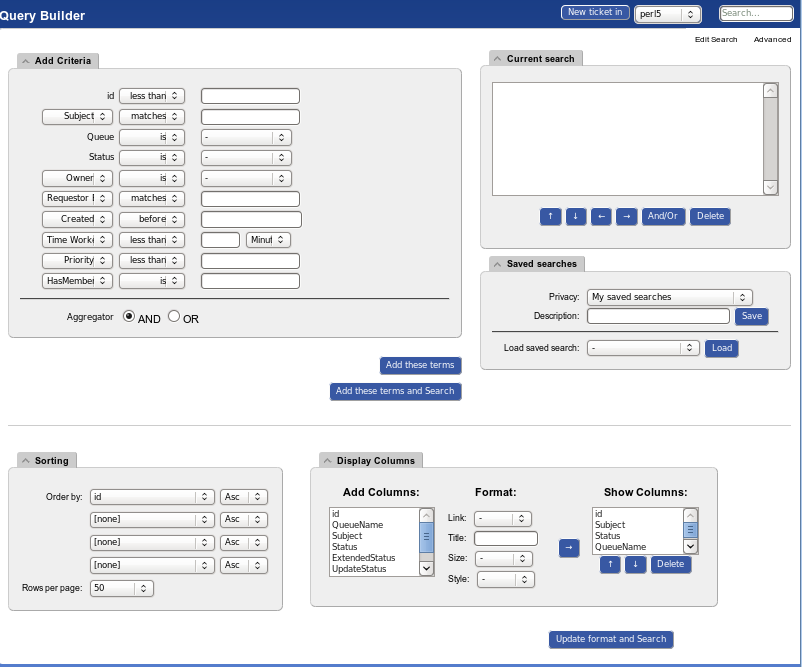 Query Builder
New ticket in
perl5
Search...
Edit Search
Advanced
Add Criteria
id less than
Subject matches
Queue is -
Status is -
Owner is -
Requestor matches
Created before
Time Work less than Minut
Priority less than
HasMember is
Aggregator AND OR
Add these terms
Add these terms and Search
Current search
↑ ↓ ← → And/Or Delete
Saved searches
Privacy: My saved searches
Description: Save
Load saved search: - Load
Sorting
Order by: id Asc
[none] Asc
[none] Asc
[none] Asc
Rows per page: 50
Display Columns
Add Columns:
id
QueueName
Subject
Status
ExtendedStatus
UpdateStatus
Format:
Link: -
Title:
Size: -
Style: -
→
Show Columns:
id
Subject
Status
QueueName
↑ ↓ Delete
Update format and Search